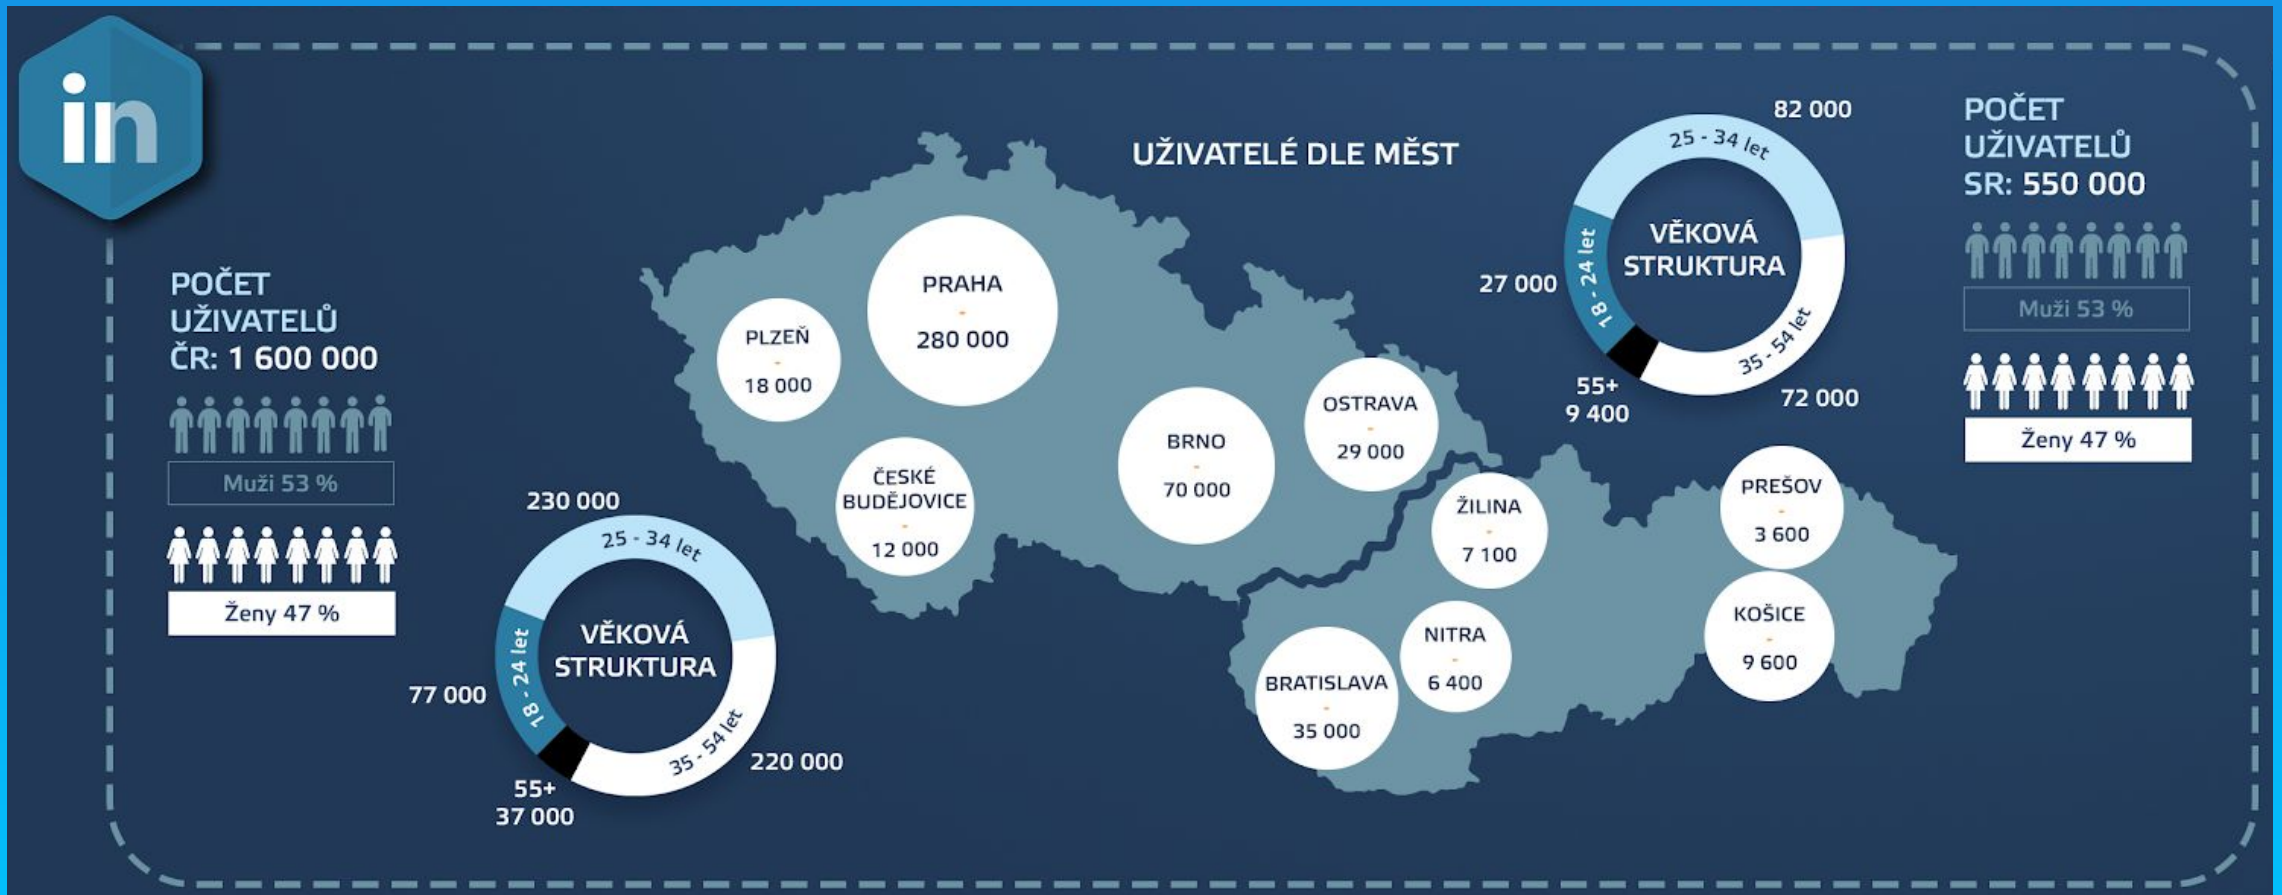 in
POČET
UŽIVATELŮ
ČR: 1 600 000
Muži 53 %
Ženy 47 %
230 000
25 - 34 let
VĚKOVÁ
STRUKTURA
18 - 24 let
77 000
35 - 54 let
220 000
55+
37 000
UŽIVATELÉ DLE MĚST
PRAHA
-
280 000
PLZEŇ
-
18 000
ČESKÉ
BUDĚJOVICE
-
12 000
BRNO
-
70 000
OSTRAVA
-
29 000
ŽILINA
-
7 100
PREŠOV
-
3 600
KOŠICE
-
9 600
NITRA
-
6 400
BRATISLAVA
-
35 000
82 000
25 - 34 let
VĚKOVÁ
STRUKTURA
27 000
18 - 24 let
35 - 54 let
72 000
55+
9 400
POČET
UŽIVATELŮ
SR: 550 000
Muži 53 %
Ženy 47 %